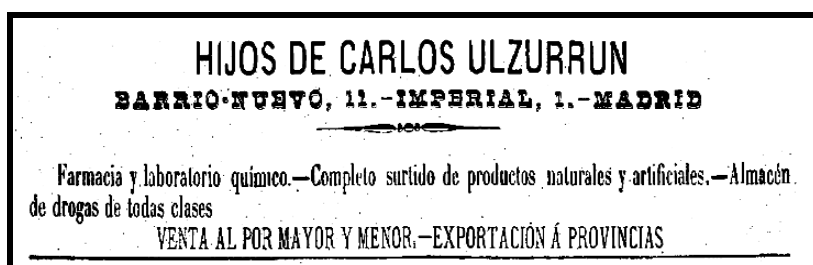 HIJOS DE CARLOS ULZURRUN
BARRIO-NUEVO, 11.-IMPERIAL, 1.-MADRID
Farmacia y laboratorio químico.—Completo surtido de productos naturales y artificiales.—Almacén
de drogas de todas clases
VENTA AL POR MAYOR Y MENOR.—EXPORTACIÓN Á PROVINCIAS